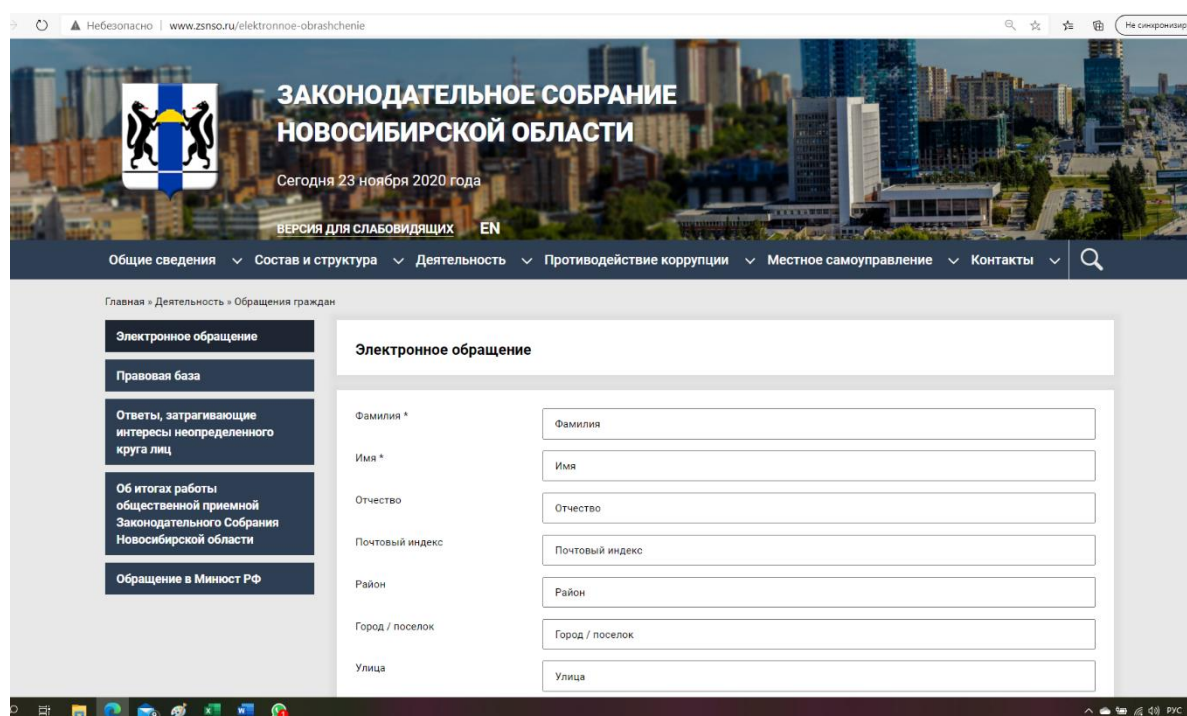 Небезопасно | www.zsnso.ru/elektronnoe-obrashchenie
ЗАКОНОДАТЕЛЬНОЕ СОБРАНИЕ
НОВОСИБИРСКОЙ ОБЛАСТИ
Сегодня 23 ноября 2020 года
ВЕРСИЯ ДЛЯ СЛАБОВИДЯЩИХ EN
Общие сведения Состав и структура Деятельность Противодействие коррупции Местное самоуправление Контакты
Главная » Деятельность » Обращения граждан
Электронное обращение
Правовая база
Ответы, затрагивающие
интересы неопределенного
круга лиц
Об итогах работы
общественной приемной
Законодательного Собрания
Новосибирской области
Обращение в Минюст РФ
Электронное обращение
Фамилия * Фамилия
Имя * Имя
Отчество Отчество
Почтовый индекс Почтовый индекс
Район Район
Город / поселок Город / поселок
Улица Улица
РУС